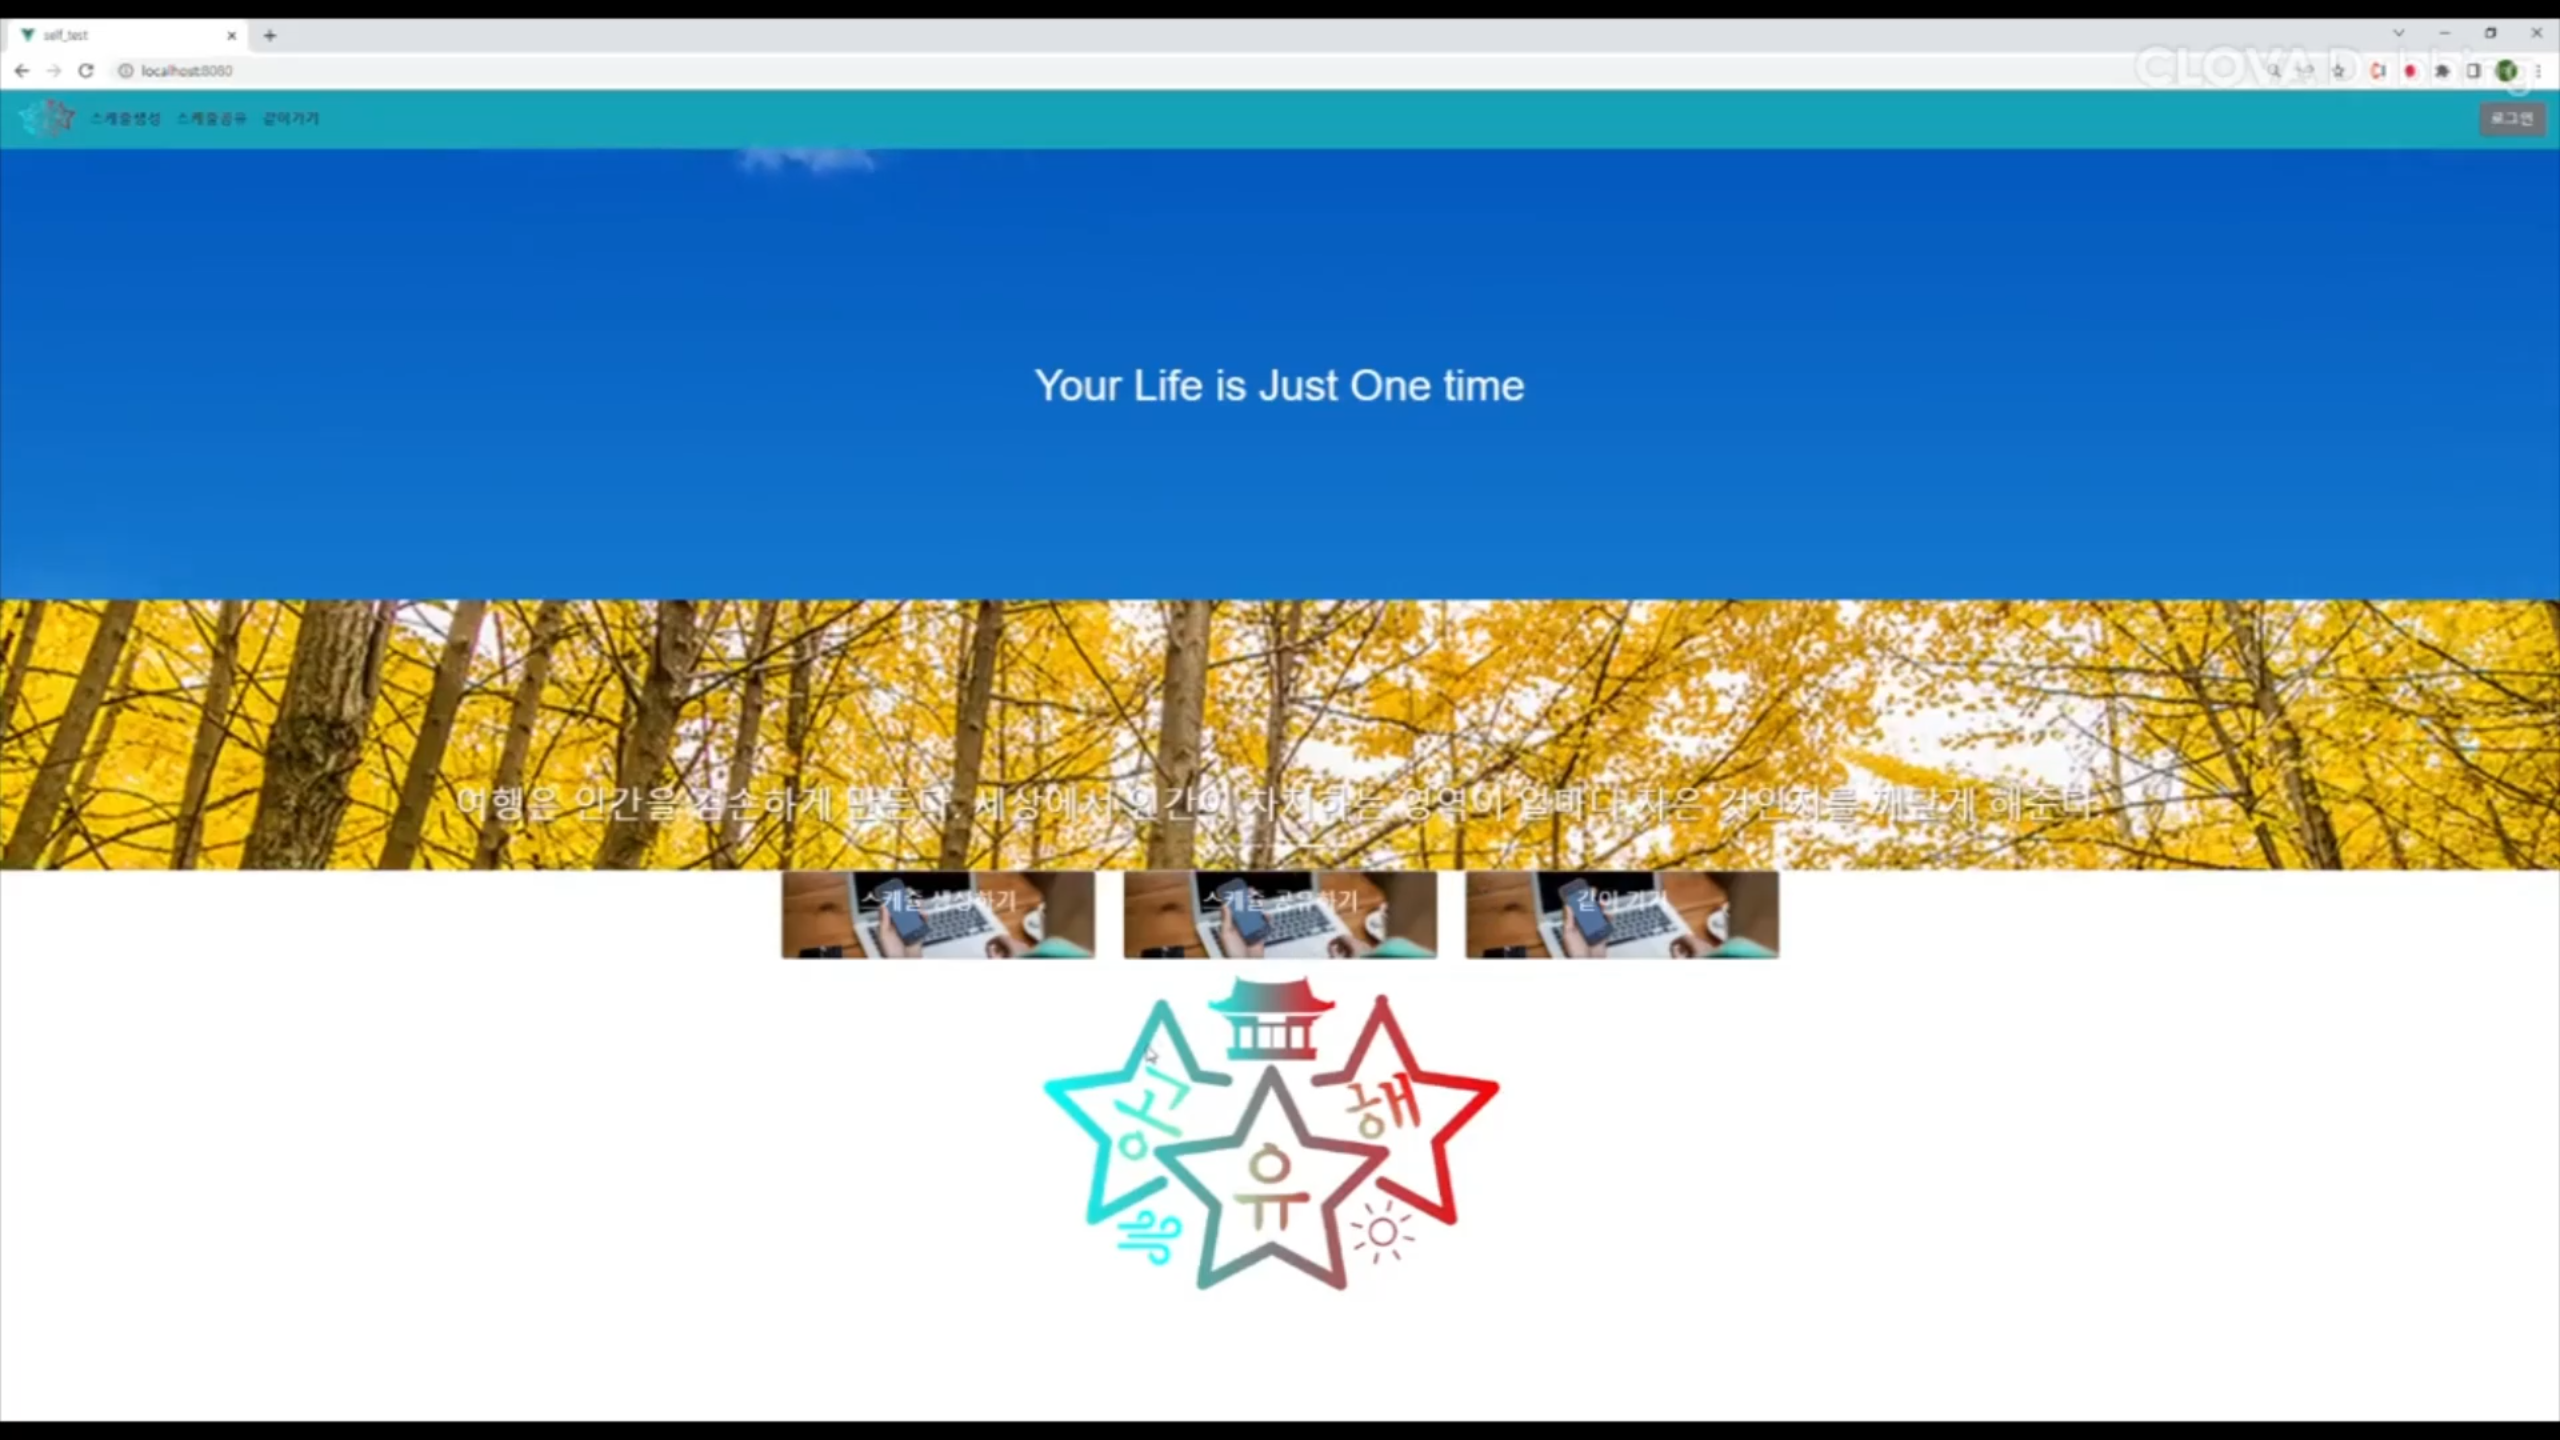 self_test
CLOVA Dubbing
localhost:8080
스케줄생성 스케줄공유 같이가기
로그인
Your Life is Just One time
여행은 인간을 겸손하게 만든다. 세상에서 인간이 차지하는 영역이 얼마나 작은 것인지를 깨닫게 해준다.
스케줄 생성하기
스케줄 공유하기
같이 가기
유
해